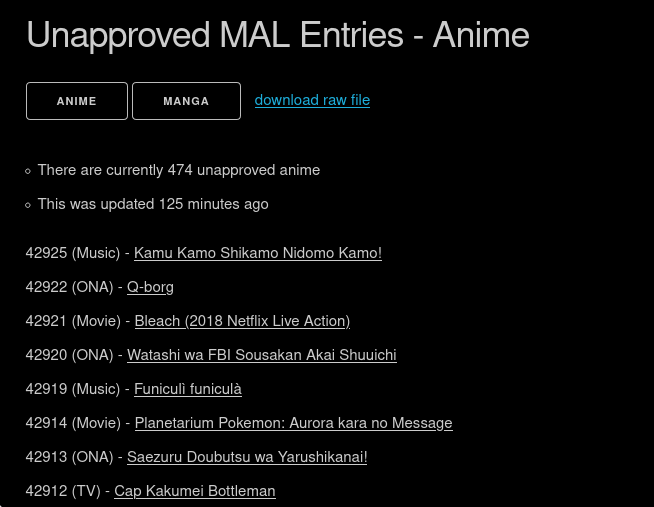 Unapproved MAL Entries - Anime
ANIME MANGA download raw file
There are currently 474 unapproved anime
This was updated 125 minutes ago
42925 (Music) - Kamu Kamo Shikamo Nidomo Kamo!
42922 (ONA) - Q-borg
42921 (Movie) - Bleach (2018 Netflix Live Action)
42920 (ONA) - Watashi wa FBI Sousakan Akai Shuuichi
42919 (Music) - Funiculì funiculà
42914 (Movie) - Planetarium Pokemon: Aurora kara no Message
42913 (ONA) - Saezuru Doubutsu wa Yarushikanai!
42912 (TV) - Cap Kakumei Bottleman